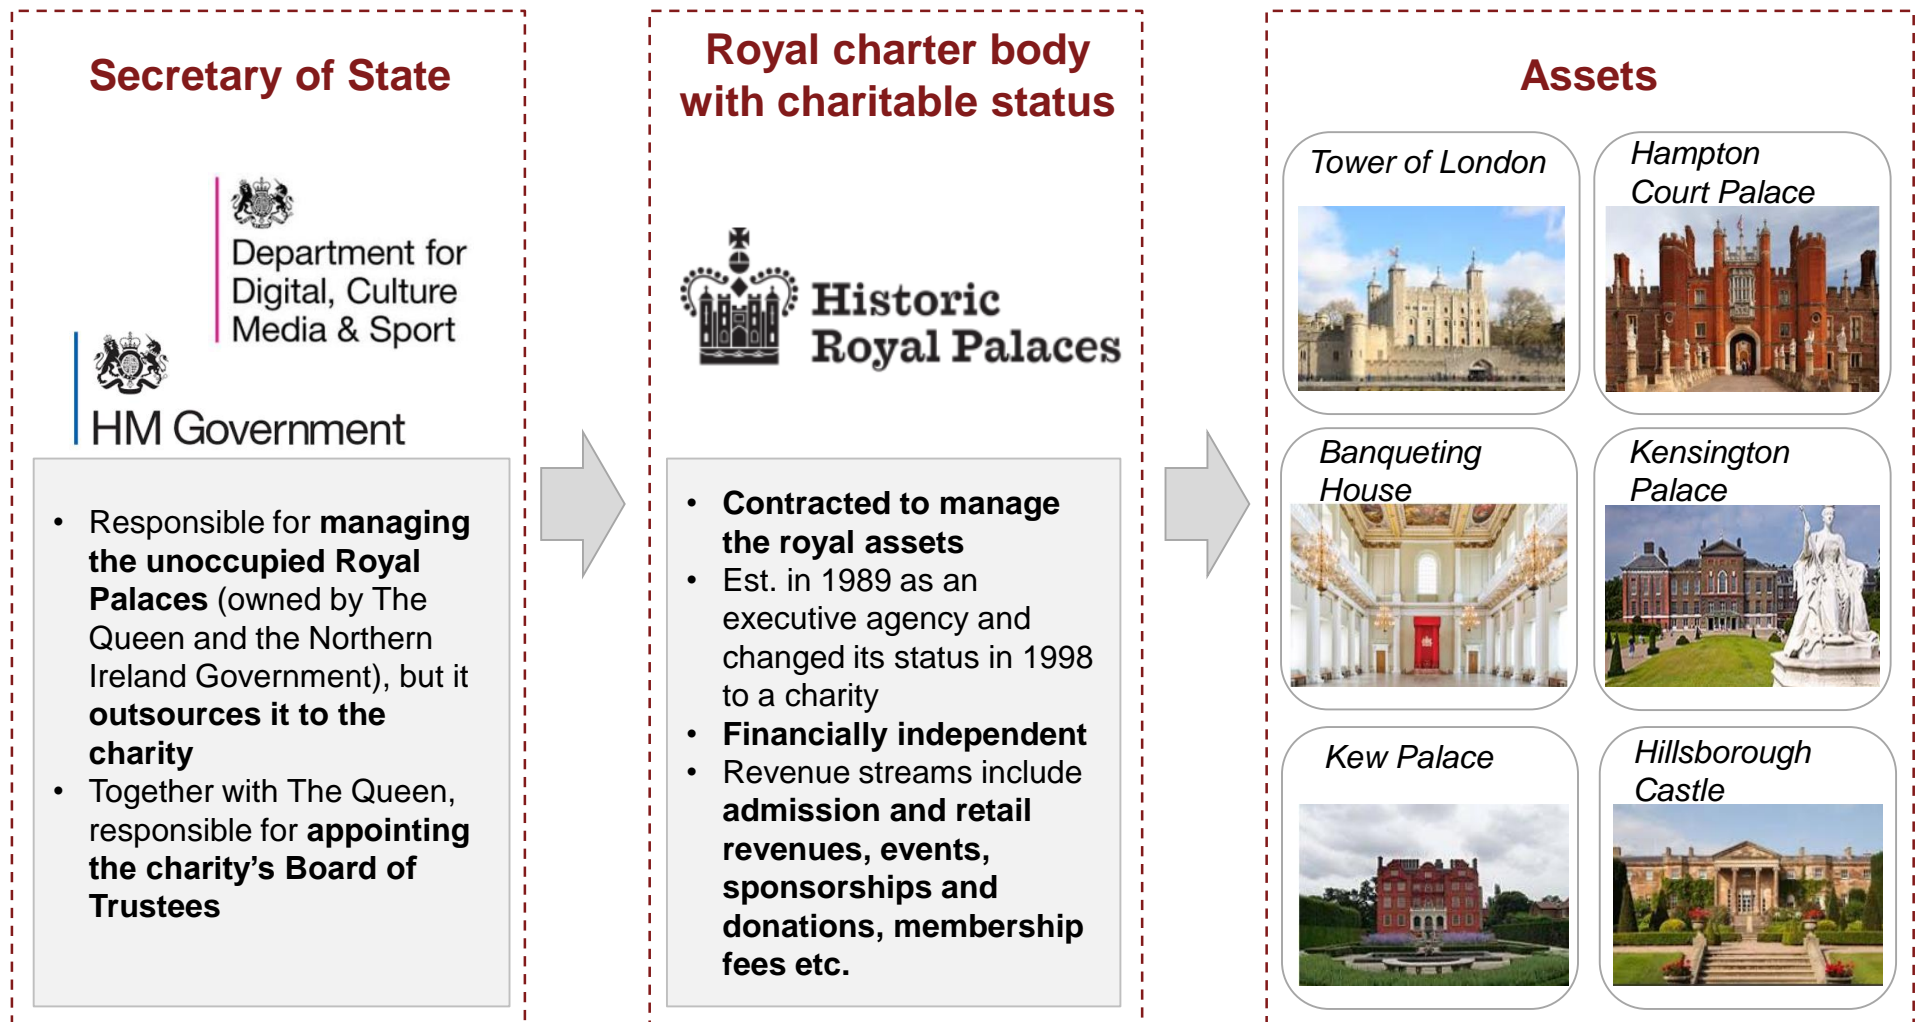 Secretary of State
Department for
Digital, Culture
Media & Sport
HM Government
• Responsible for managing
the unoccupied Royal
Palaces (owned by The
Queen and the Northern
Ireland Government), but it
outsources it to the
charity
• Together with The Queen,
responsible for appointing
the charity's Board of
Trustees
Royal charter body
with charitable status
Historic
Royal Palaces
• Contracted to manage
the royal assets
• Est. in 1989 as an
executive agency and
changed its status in 1998
to a charity
• Financially independent
• Revenue streams include
admission and retail
revenues, events,
sponsorships and
donations, membership
fees etc.
Assets
Tower of London
Hampton
Court Palace
Banqueting
House
Kensington
Palace
Kew Palace
Hillsborough
Castle